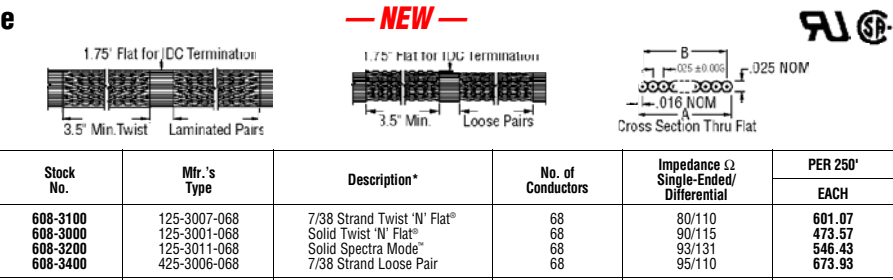 e
— NEW —
1.75" Flat for IDC Termination
3.5" Min. Twist
Laminated Pairs
1.75" Flat for IDC Termination
3.5" Min.
Loose Pairs
B
.025 ±0.006
.025 NOM
.016 NOM
A
Cross Section Thru Flat
Stock No. Mfr.'s Type Description* No. of Conductors Impedance Ω Single-Ended/ Differential PER 250' EACH
608-3100 125-3007-068 7/38 Strand Twist 'N' Flat® 68 80/110 601.07
608-3000 125-3001-068 Solid Twist 'N' Flat® 68 90/115 473.57
608-3200 125-3011-068 Solid Spectra Mode™ 68 93/131 546.43
608-3400 425-3006-068 7/38 Strand Loose Pair 68 95/110 673.93